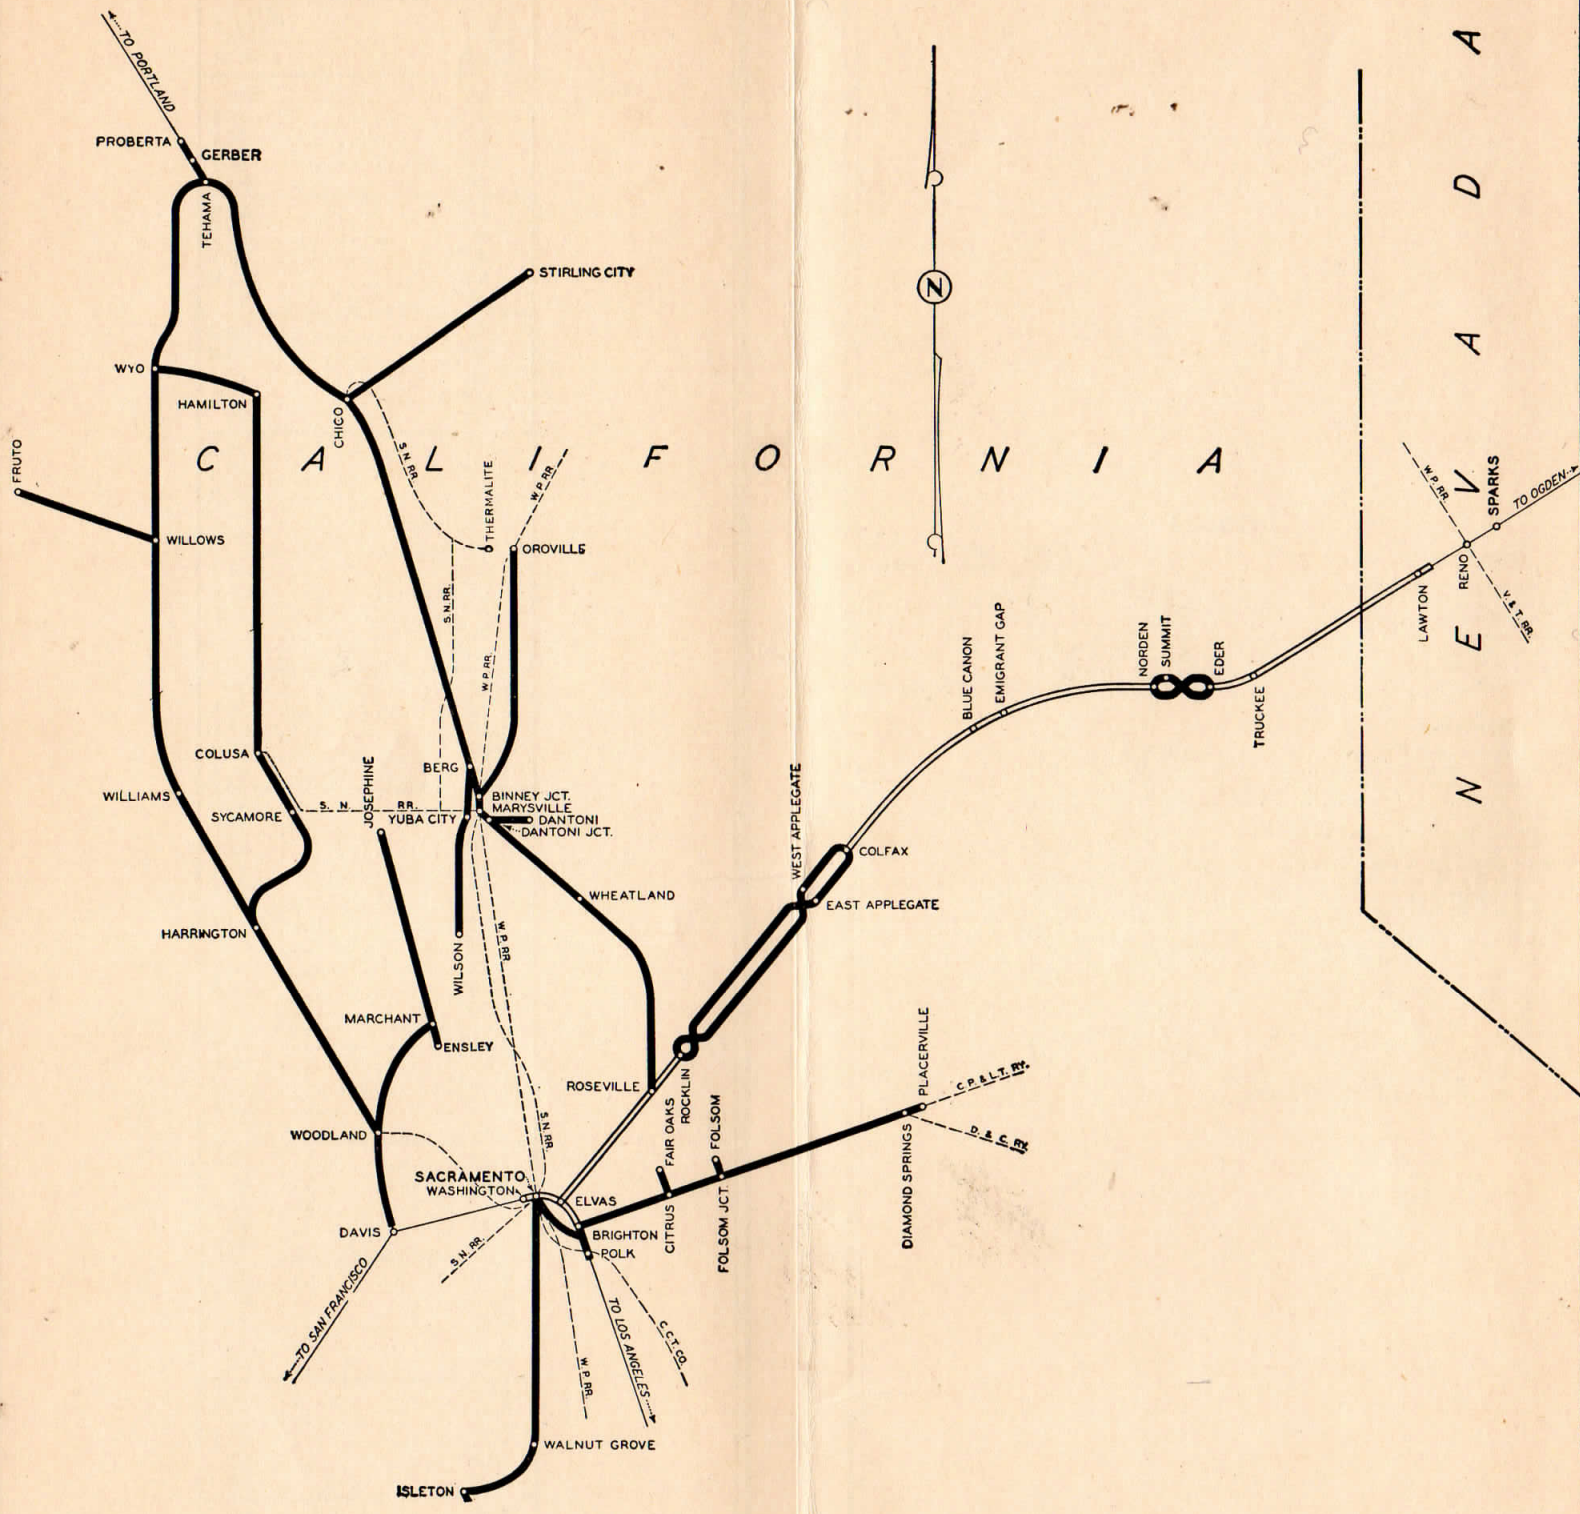 TO PORTLAND
PROBERTA
GERBER
TEHAMA
STIRLING CITY
N
WYO
HAMILTON
CHICO
FRUTO
CALIFORNIA
NEVADA
S.N.RR.
THERMALITE
W.P.RR.
WILLOWS
OROVILLE
S.N.RR.
W.P.RR.
W.P.RR.
SPARKS
TO OGDEN
RENO
LAWTON
V.&T.RR.
BLUE CANON
EMIGRANT GAP
NORDEN
SUMMIT
EDER
TRUCKEE
COLUSA
JOSEPHINE
BERG
WILLIAMS
SYCAMORE
S. N. RR.
YUBA CITY
BINNEY JCT.
MARYSVILLE
DANTONI
DANTONI JCT.
WEST APPLEGATE
COLFAX
EAST APPLEGATE
WHEATLAND
HARRINGTON
WILSON
W.P.RR.
MARCHANT
ENSLEY
ROSEVILLE
ROCKLIN
FAIR OAKS
FOLSOM
PLACERVILLE
C.P.&L.T.RY.
D.&C.RY.
DIAMOND SPRINGS
WOODLAND
S.N.RR.
SACRAMENTO
WASHINGTON
ELVAS
CITRUS
FOLSOM JCT.
DAVIS
BRIGHTON
POLK
S.N.RR.
TO SAN FRANCISCO
TO LOS ANGELES
C.C.T.CO.
W.P.RR.
WALNUT GROVE
ISLETON